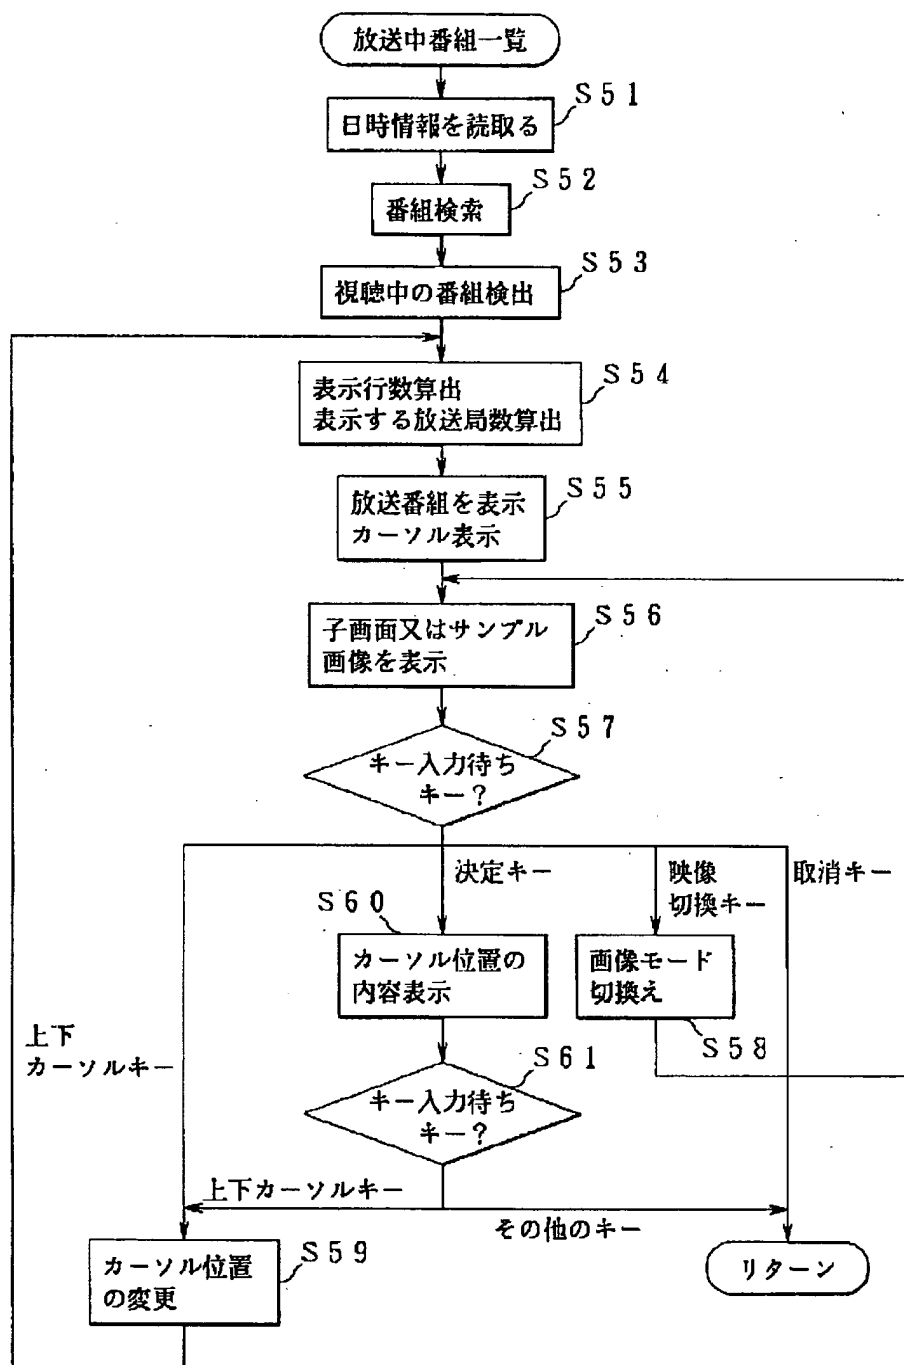 放送中番組一覧
S51
日時情報を読取る
S52
番組検索
S53
視聴中の番組検出
S54
表示行数算出
表示する放送局数算出
S55
放送番組を表示
カーソル表示
S56
子画面又はサンプル
画像を表示
S57
キー入力待ち
キー?
決定キー
映像
切換キー
取消キー
S60
カーソル位置の
内容表示
画像モード
切換え
S58
上下
カーソルキー
S61
キー入力待ち
キー?
上下カーソルキー
その他のキー
S59
カーソル位置
の変更
リターン